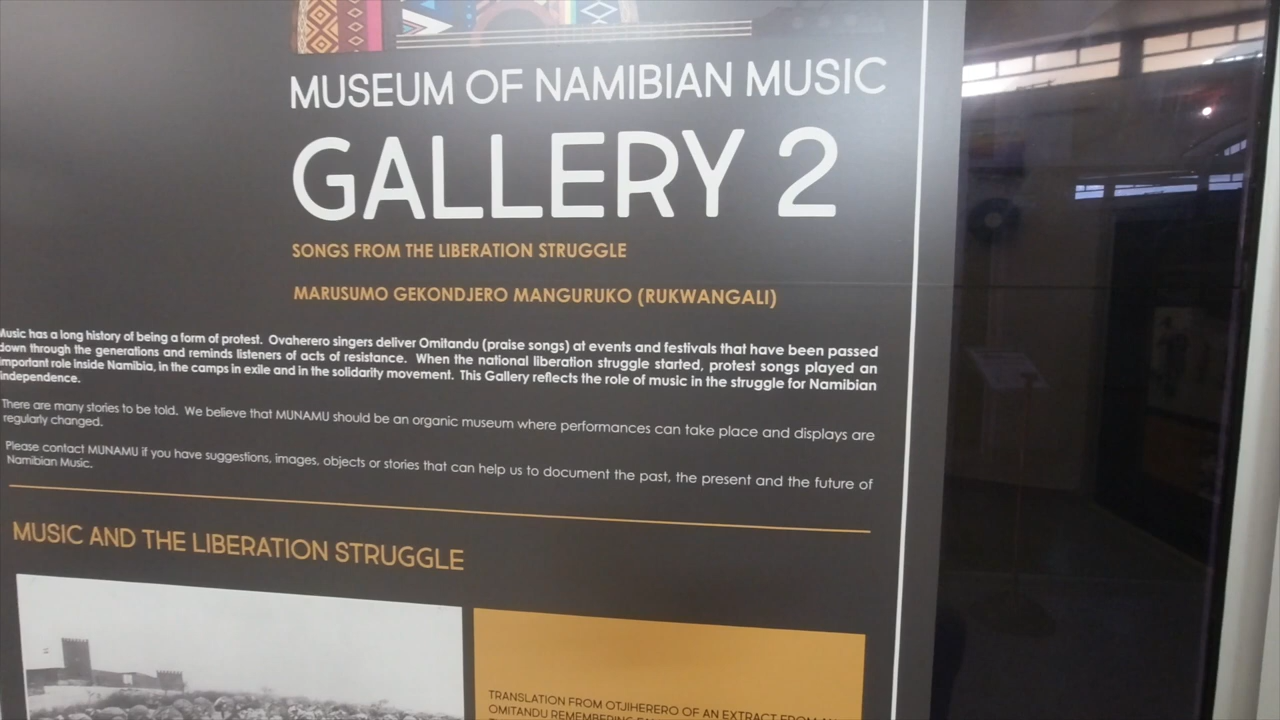 MUSEUM OF NAMIBIAN MUSIC
GALLERY 2
SONGS FROM THE LIBERATION STRUGGLE
MARUSUMO GEKONDJERO MANGURUKO (RUKWANGALI)
Music has a long history of being a form of protest. Ovaherero singers deliver Omitandu (praise songs) at events and festivals that have been passed
down through the generations and reminds listeners of acts of resistance. When the national liberation struggle started, protest songs played an
important role inside Namibia, in the camps in exile and in the solidarity movement. This Gallery reflects the role of music in the struggle for Namibian
independence.
There are many stories to be told. We believe that MUNAMU should be an organic museum where performances can take place and displays are
regularly changed.
Please contact MUNAMU if you have suggestions, images, objects or stories that can help us to document the past, the present and the future of
Namibian Music.
MUSIC AND THE LIBERATION STRUGGLE
TRANSLATION FROM OTJIHERERO OF AN EXTRACT FROM
OMITANDU REMEMBERING